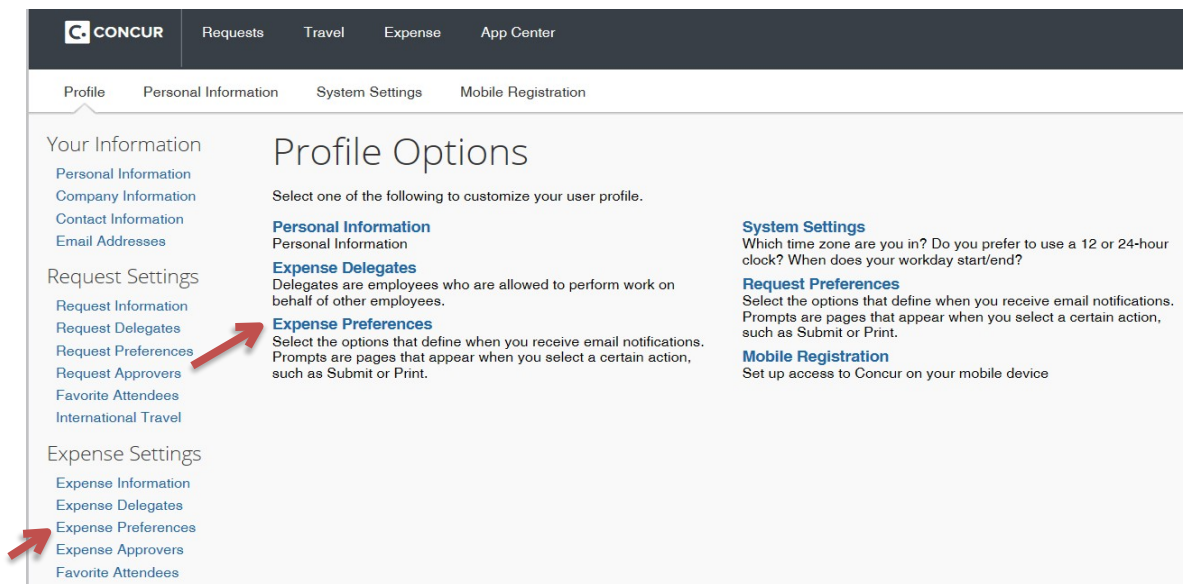 C. CONCUR Requests Travel Expense App Center
Profile Personal Information System Settings Mobile Registration
Your Information
Personal Information
Company Information
Contact Information
Email Addresses
Request Settings
Request Information
Request Delegates
Request Preferences
Request Approvers
Favorite Attendees
International Travel
Expense Settings
Expense Information
Expense Delegates
Expense Preferences
Expense Approvers
Favorite Attendees
Profile Options
Select one of the following to customize your user profile.
Personal Information
Personal Information
Expense Delegates
Delegates are employees who are allowed to perform work on
behalf of other employees.
Expense Preferences
Select the options that define when you receive email notifications.
Prompts are pages that appear when you select a certain action,
such as Submit or Print.
System Settings
Which time zone are you in? Do you prefer to use a 12 or 24-hour
clock? When does your workday start/end?
Request Preferences
Select the options that define when you receive email notifications.
Prompts are pages that appear when you select a certain action,
such as Submit or Print.
Mobile Registration
Set up access to Concur on your mobile device